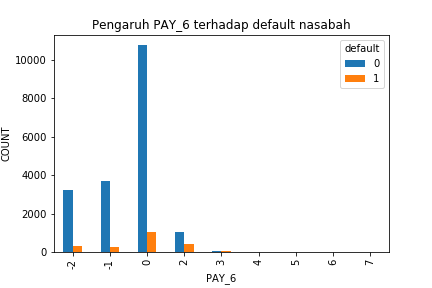 Pengaruh PAY_6 terhadap default nasabah
default
0
1
10000
8000
6000
4000
2000
0
COUNT
-2 -1 0 2 3 4 5 6 7
PAY_6